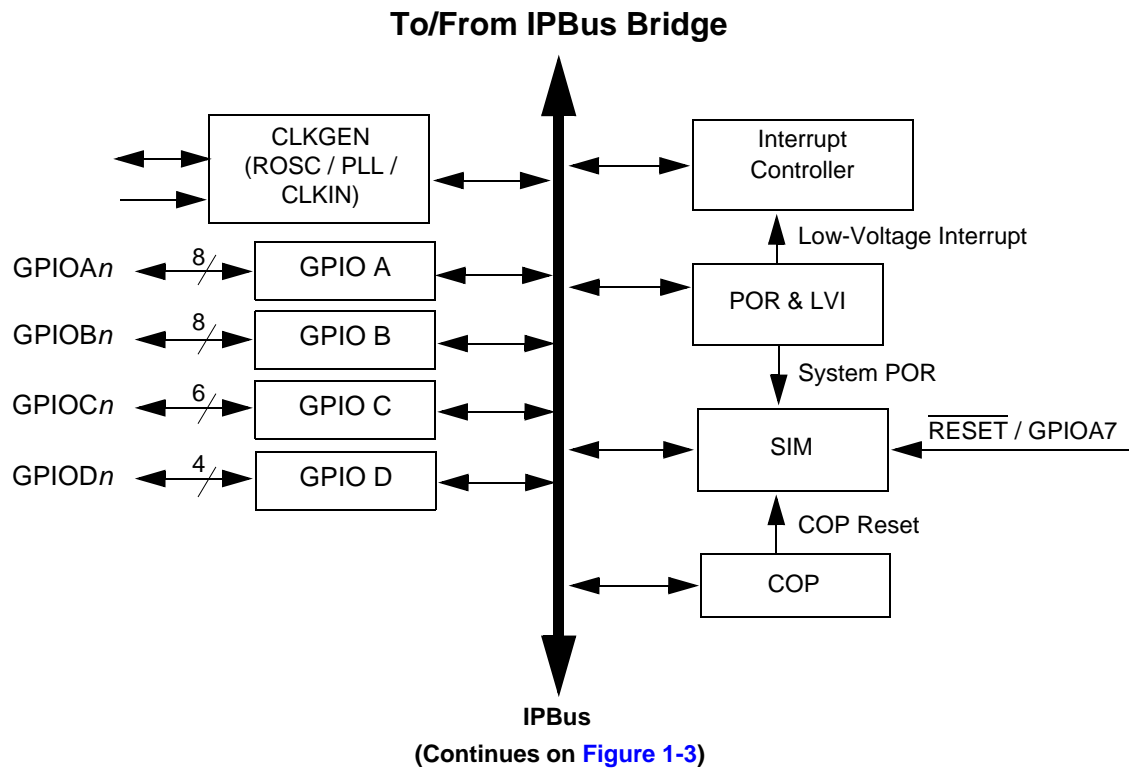 To/From IPBus Bridge
CLKGEN
(ROSC / PLL /
CLKIN)
Interrupt
Controller
Low-Voltage Interrupt
GPIOAn
8
GPIO A
POR & LVI
GPIOBn
8
GPIO B
System POR
GPIOCn
6
GPIO C
SIM
RESET / GPIOA7
GPIODn
4
GPIO D
COP Reset
COP
IPBus
(Continues on Figure 1-3)